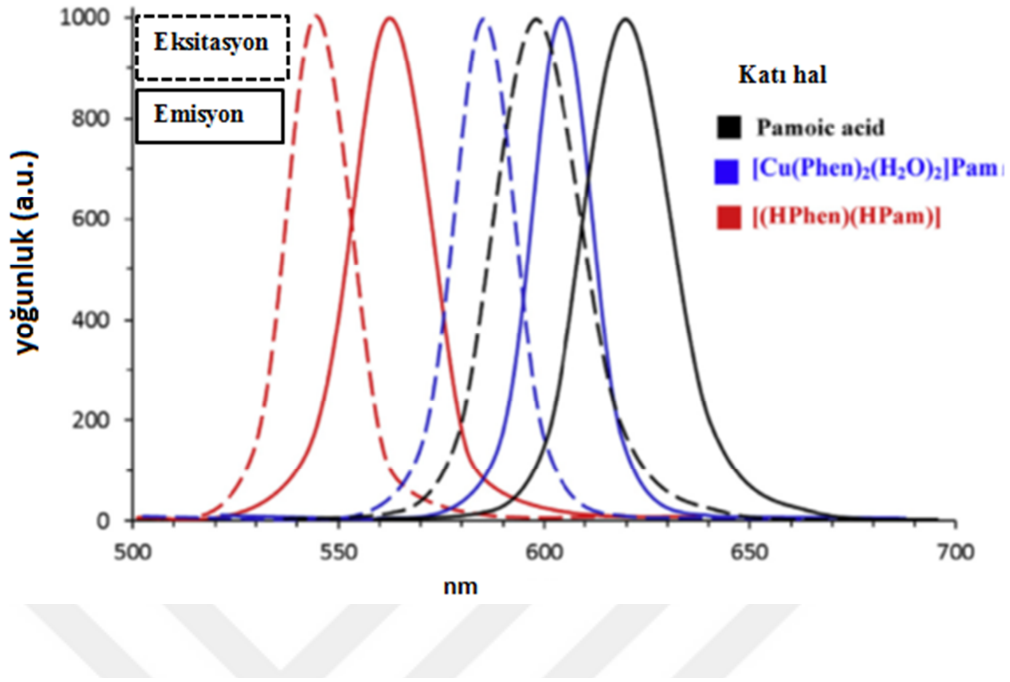 1000
800
600
400
200
0
yoğunluk (a.u.)
Eksitasyon
Emisyon
Katı hal
Pamoic acid
[Cu(Phen)₂(H₂O)₂]Pam
[(HPhen)(HPam)]
500 550 600 650 700
nm